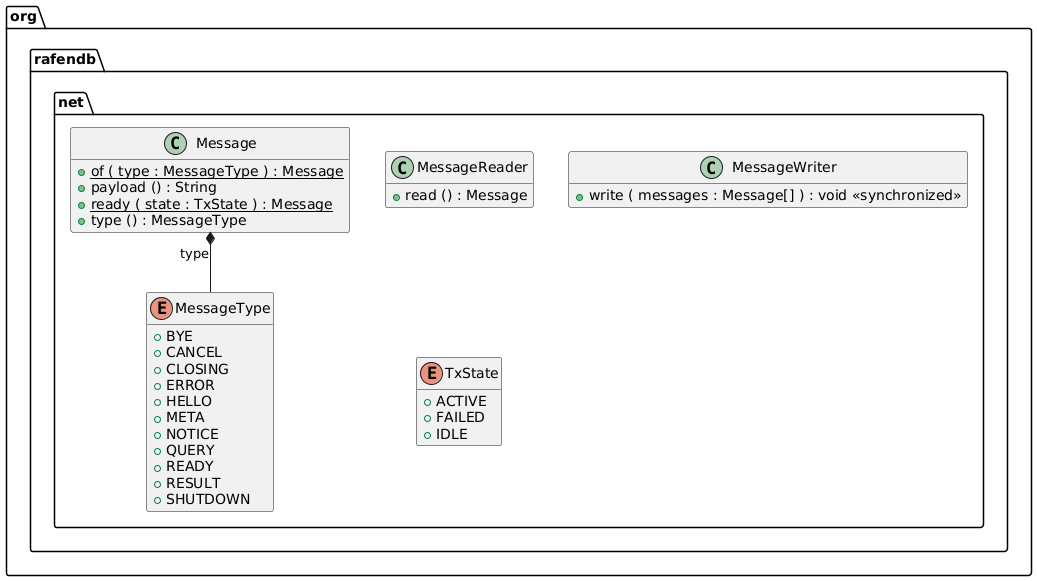 org
rafendb
net
C Message
of ( type : MessageType ) : Message
payload () : String
ready ( state : TxState ) : Message
type () : MessageType
C MessageReader
read () : Message
C MessageWriter
write ( messages : Message[] ) : void «synchronized»
type
E MessageType
BYE
CANCEL
CLOSING
ERROR
HELLO
META
NOTICE
QUERY
READY
RESULT
SHUTDOWN
E TxState
ACTIVE
FAILED
IDLE